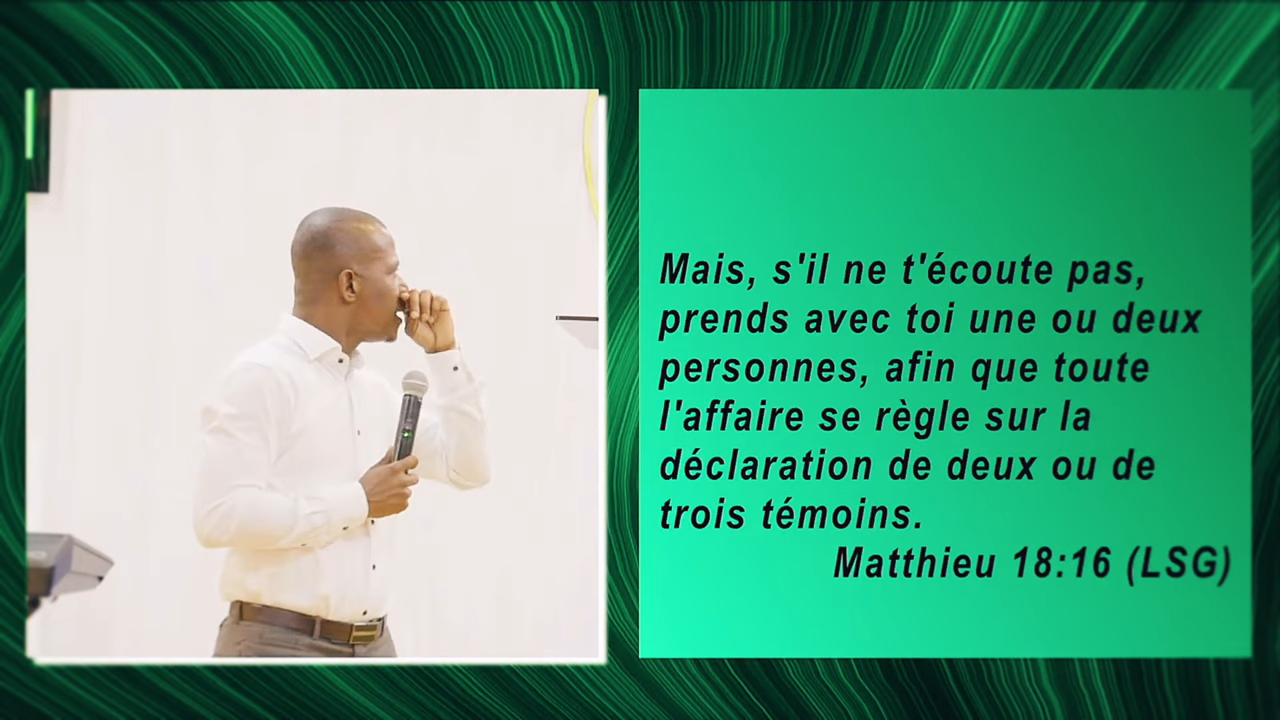 Mais, s'il ne t'écoute pas,
prends avec toi une ou deux
personnes, afin que toute
l'affaire se règle sur la
déclaration de deux ou de
trois témoins.
Matthieu 18:16 (LSG)